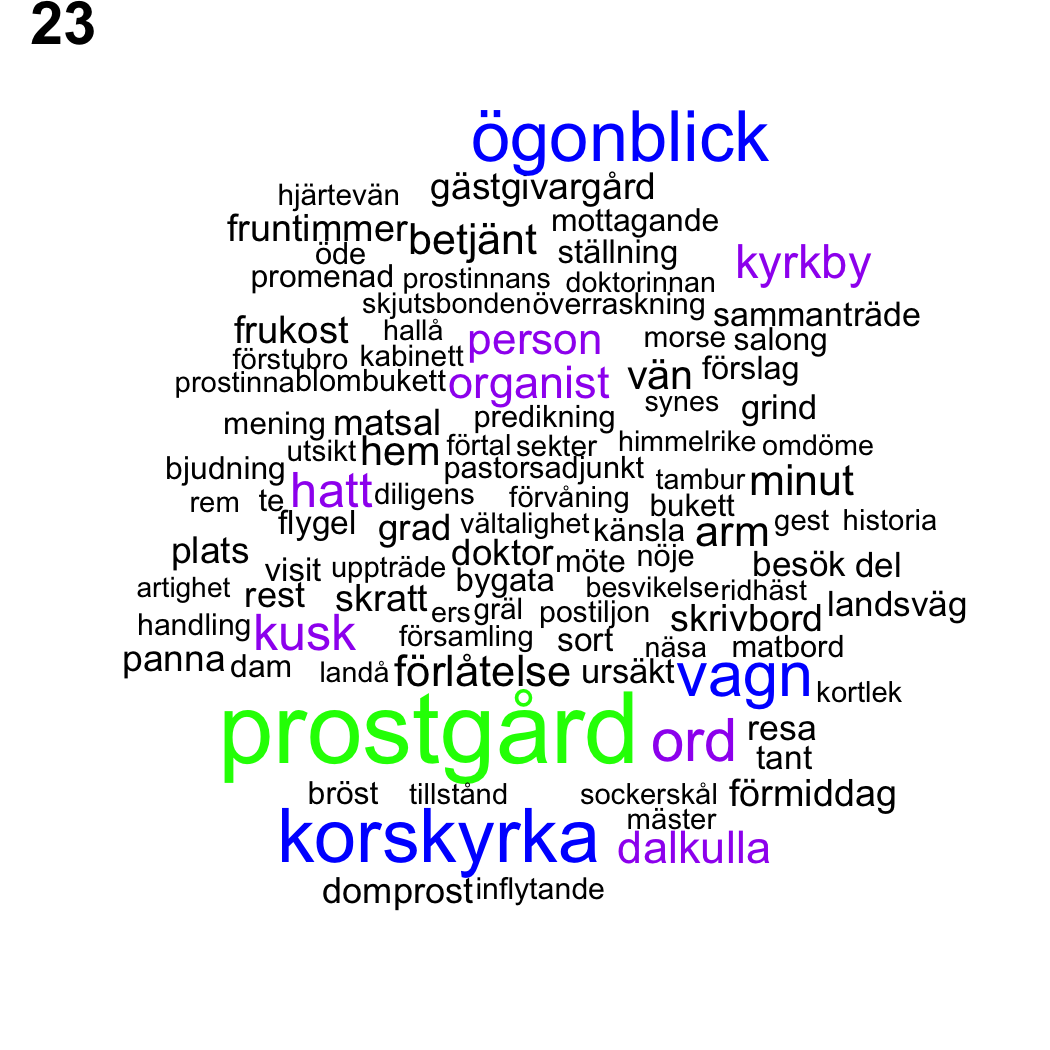 23
ögonblick
hjärtevän gästgivargård
fruntimmer betjänt mottagande
öde ställning kyrkby
promenad prostinnans doktorinnan
skjutsbonden överraskning sammanträde
frukost hallå person morse salong
förstubro kabinett
prostinna blombukett organist vän förslag
mening matsal predikning synes grind
utsikt hem förtal sekter himmelrike omdöme
bjudning pastorsadjunkt tambur minut
rem te hatt diligens förvåning bukett
flygel grad vältalighet känsla arm gest historia
plats visit uppträde doktor möte nöje besök del
artighet rest skratt bygata besvikelse ridhäst
handling kusk församling ers gräl postiljon sort skrivbord landsväg
panna dam landå förlåtelse ursäkt näsa matbord
vagn kortlek
prostgård ord resa
tant
bröst tillstånd sockerskål förmiddag
korskyrka mäster
dalkulla
domprost inflytande